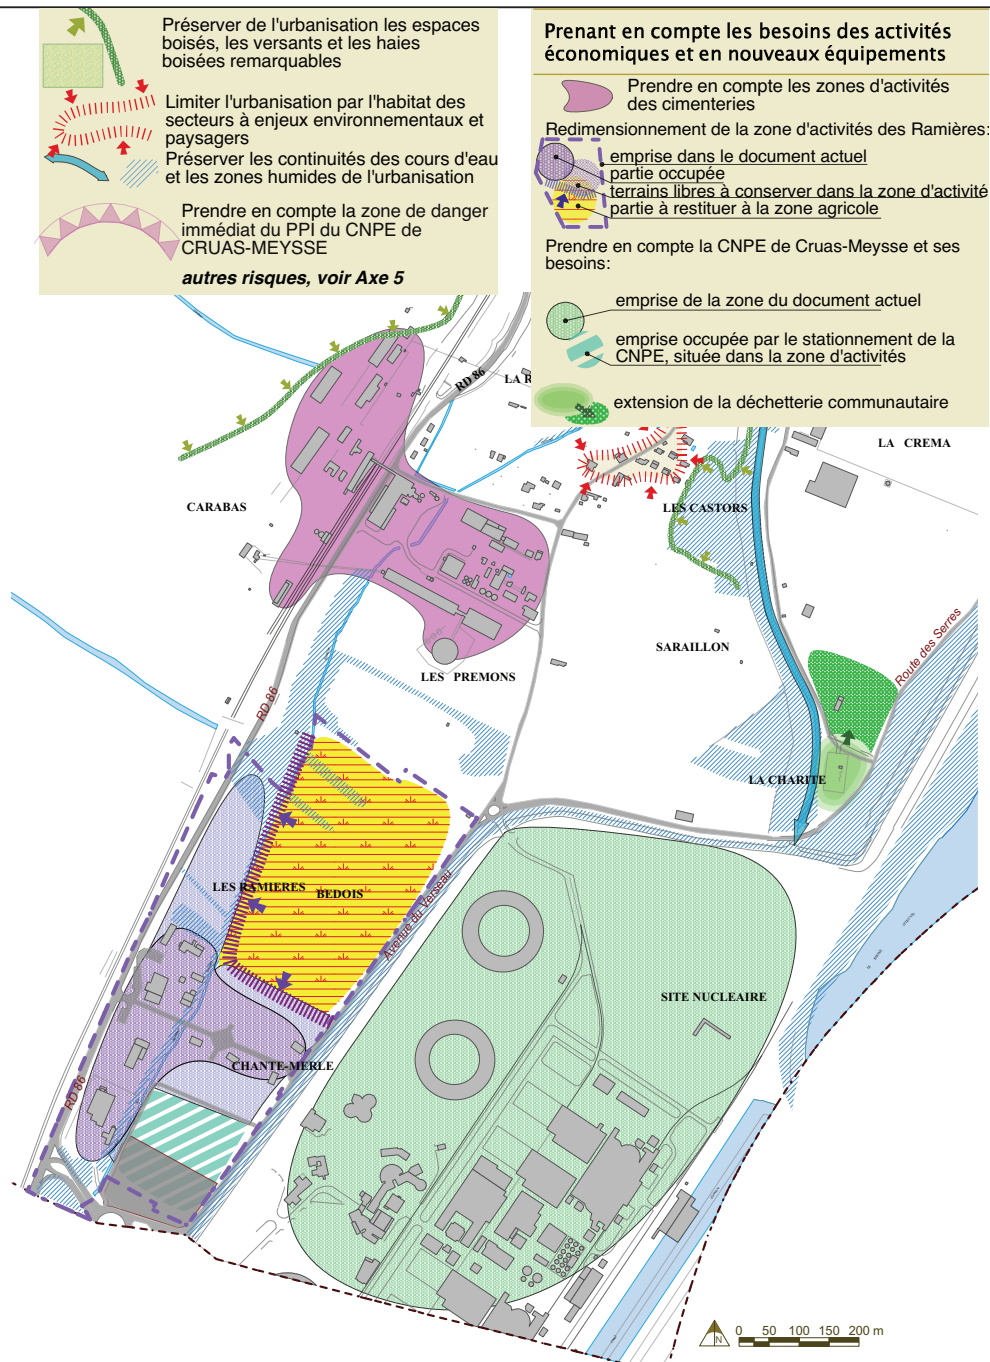 Préserver de l'urbanisation les espaces
boisés, les versants et les haies
boisées remarquables
Limiter l'urbanisation par l'habitat des
secteurs à enjeux environnementaux et
paysagers
Préserver les continuités des cours d'eau
et les zones humides de l'urbanisation
Prendre en compte la zone de danger
immédiat du PPI du CNPE de
CRUAS-MEYSSE
autres risques, voir Axe 5
Prenant en compte les besoins des activités
économiques et en nouveaux équipements
Prendre en compte les zones d'activités
des cimenteries
Redimensionnement de la zone d'activités des Ramières:
emprise dans le document actuel
partie occupée
terrains libres à conserver dans la zone d'activité
partie à restituer à la zone agricole
Prendre en compte la CNPE de Cruas-Meysse et ses
besoins:
emprise de la zone du document actuel
emprise occupée par le stationnement de la
CNPE, située dans la zone d'activités
extension de la déchetterie communautaire
RD 86
LA R
LA CREMA
CARABAS
LES CASTORS
SARAILLON
Route des Serres
LES PREMONS
RD 86
LA CHARITE
LES RAMIERES
BEDOIS
Avenue du Verseau
SITE NUCLEAIRE
CHANTE-MERLE
RD 86
N
0 50 100 150 200 m